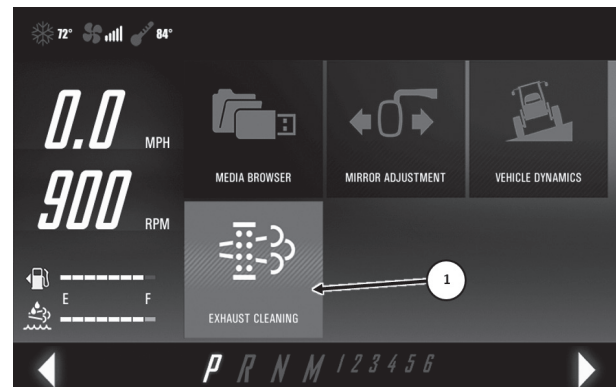 72° 84°
0.0 MPH
MEDIA BROWSER MIRROR ADJUSTMENT VEHICLE DYNAMICS
900 RPM
E F
1
EXHAUST CLEANING
P R N M 1 2 3 4 5 6